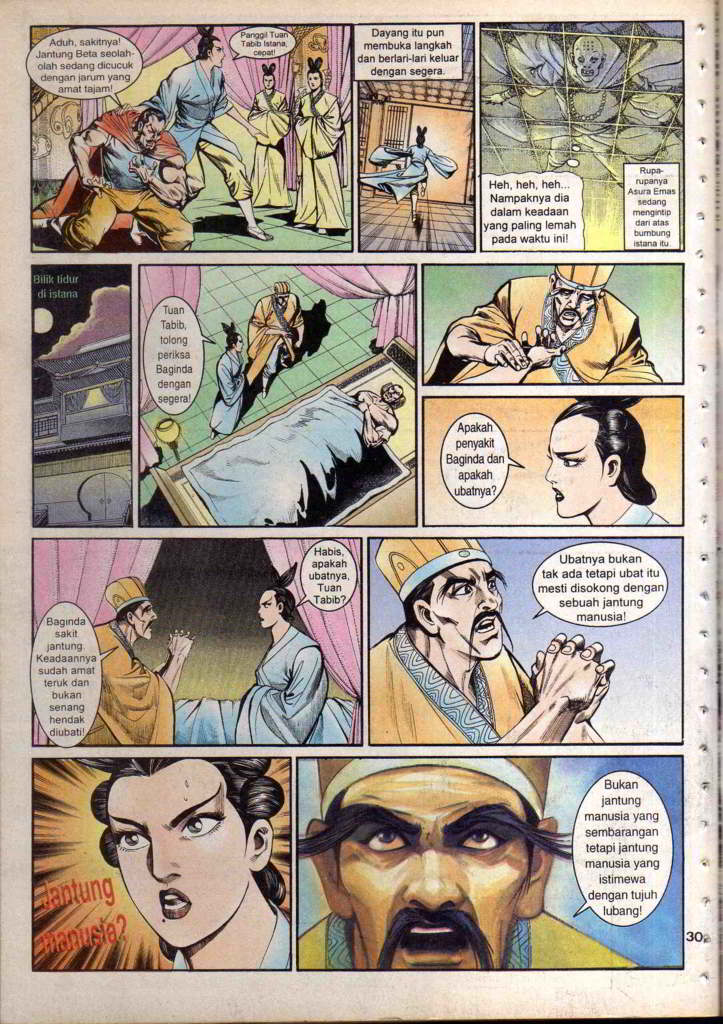 Aduh, sakitnya!
Jantung Beta seolah-
olah sedang dicucuk
dengan jarum yang
amat tajam!
Panggil Tuan
Tabib Istana,
cepat!
Dayang itu pun
membuka langkah
dan berlari-lari keluar
dengan segera.
Heh, heh, heh...
Nampaknya dia
dalam keadaan
yang paling lemah
pada waktu ini!
Rupa-
rupanya
Asura Emas
sedang
mengintip
dari atas
bumbung
istana itu.
Bilik tidur
di istana
Tuan
Tabib,
tolong
periksa
Baginda
dengan
segera!
Apakah
penyakit
Baginda dan
apakah
ubatnya?
Baginda
sakit
jantung.
Keadaannya
sudah amat
teruk dan
bukan
senang
hendak
diubati!
Habis,
apakah
ubatnya,
Tuan
Tabib?
Ubatnya bukan
tak ada tetapi ubat itu
mesti disokong dengan
sebuah jantung
manusia!
Jantung
manusia?
Bukan
jantung
manusia yang
sembarangan
tetapi jantung
manusia yang
istimewa
dengan tujuh
lubang!
30